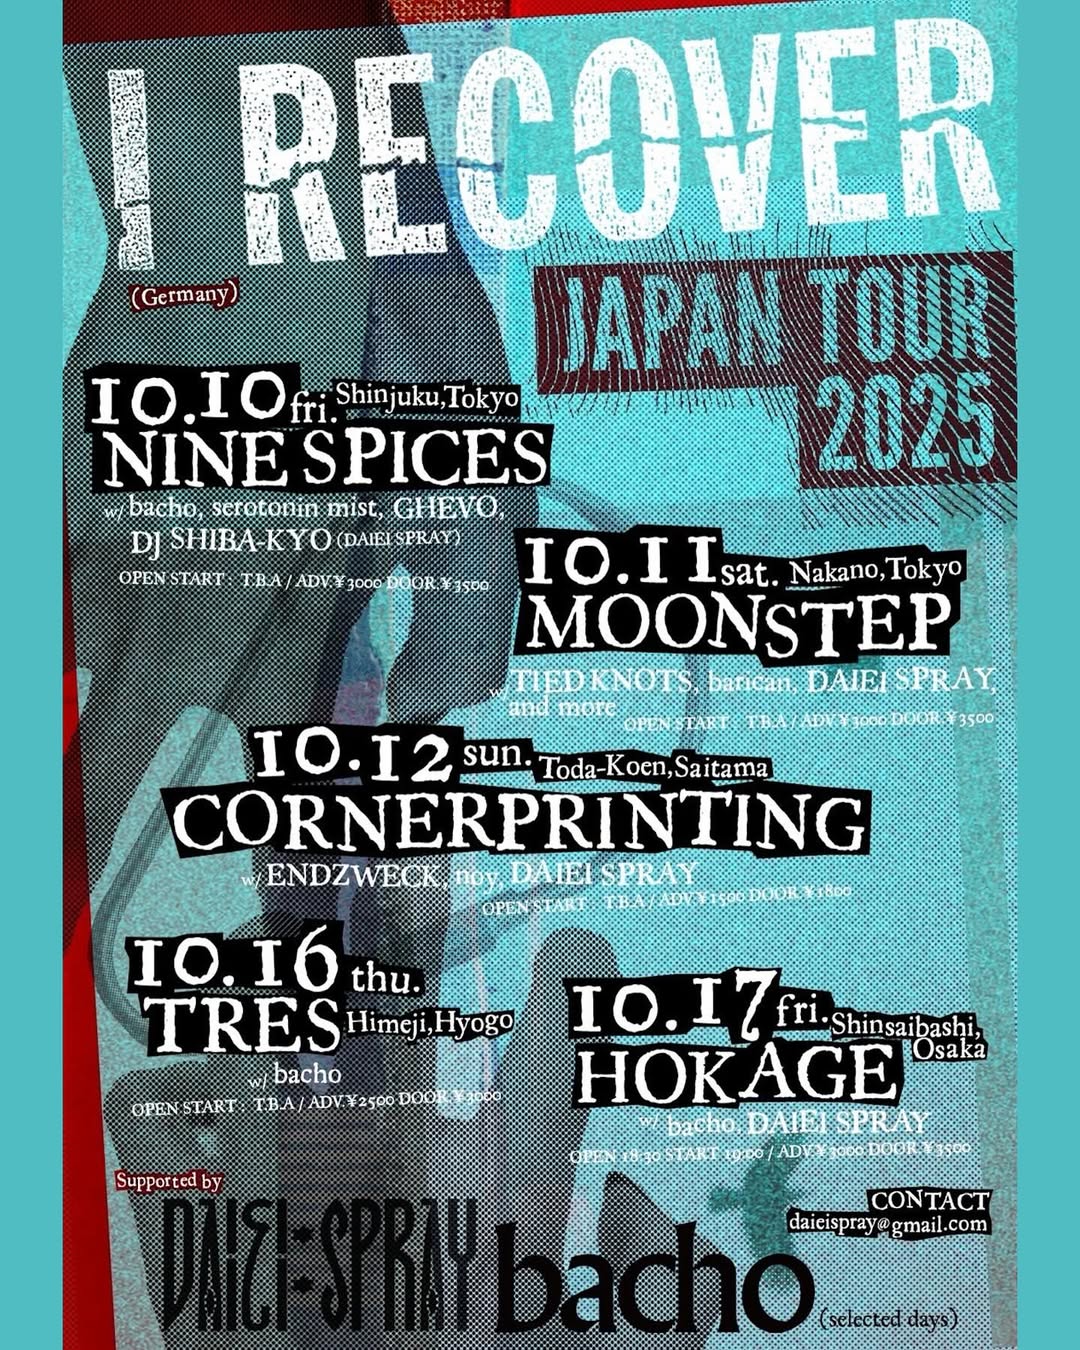 I RECOVER
(Germany)
JAPAN TOUR
2025
10.10 fri. Shinjuku,Tokyo
NINE SPICES
w/ bacho, serotonin mist, GHEVO,
DJ SHIBA-KYO (DAIEI SPRAY)
OPEN START : T.B.A / ADV.¥3000 DOOR.¥3500
10.11 sat. Nakano,Tokyo
MOONSTEP
w/ TIED KNOTS, barican, DAIEI SPRAY,
and more
OPEN START : T.B.A / ADV.¥3000 DOOR.¥3500
10.12 sun. Toda-Koen,Saitama
CORNERPRINTING
w/ ENDZWECK, noy, DAIEI SPRAY
OPEN START : T.B.A / ADV.¥1500 DOOR.¥1800
10.16 thu.
TRES Himeji,Hyogo
w/ bacho
OPEN START : T.B.A / ADV.¥2500 DOOR.¥3000
10.17 fri. Shinsaibashi,
Osaka
HOKAGE
w/ bacho, DAIEI SPRAY
OPEN 18:30 START 19:00 / ADV.¥3000 DOOR.¥3500
Supported by
DAIEI-SPRAY bacho (selected days)
CONTACT
daieispray@gmail.com